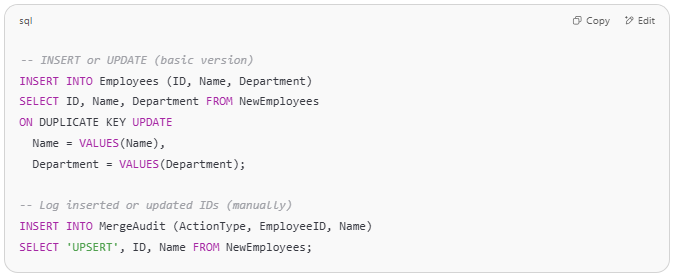 sql
Copy
Edit
-- INSERT or UPDATE (basic version)
INSERT INTO Employees (ID, Name, Department)
SELECT ID, Name, Department FROM NewEmployees
ON DUPLICATE KEY UPDATE
  Name = VALUES(Name),
  Department = VALUES(Department);

-- Log inserted or updated IDs (manually)
INSERT INTO MergeAudit (ActionType, EmployeeID, Name)
SELECT 'UPSERT', ID, Name FROM NewEmployees;